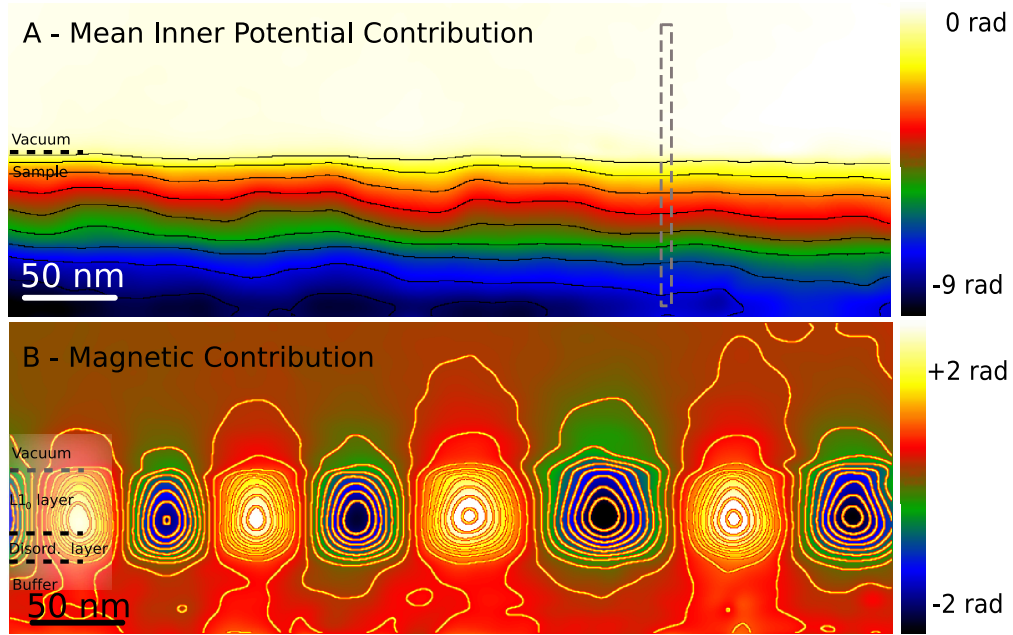 A - Mean Inner Potential Contribution
0 rad
Vacuum
Sample
50 nm
-9 rad
B - Magnetic Contribution
+2 rad
Vacuum
L1₀ layer
Disord. layer
Buffer
50 nm
-2 rad